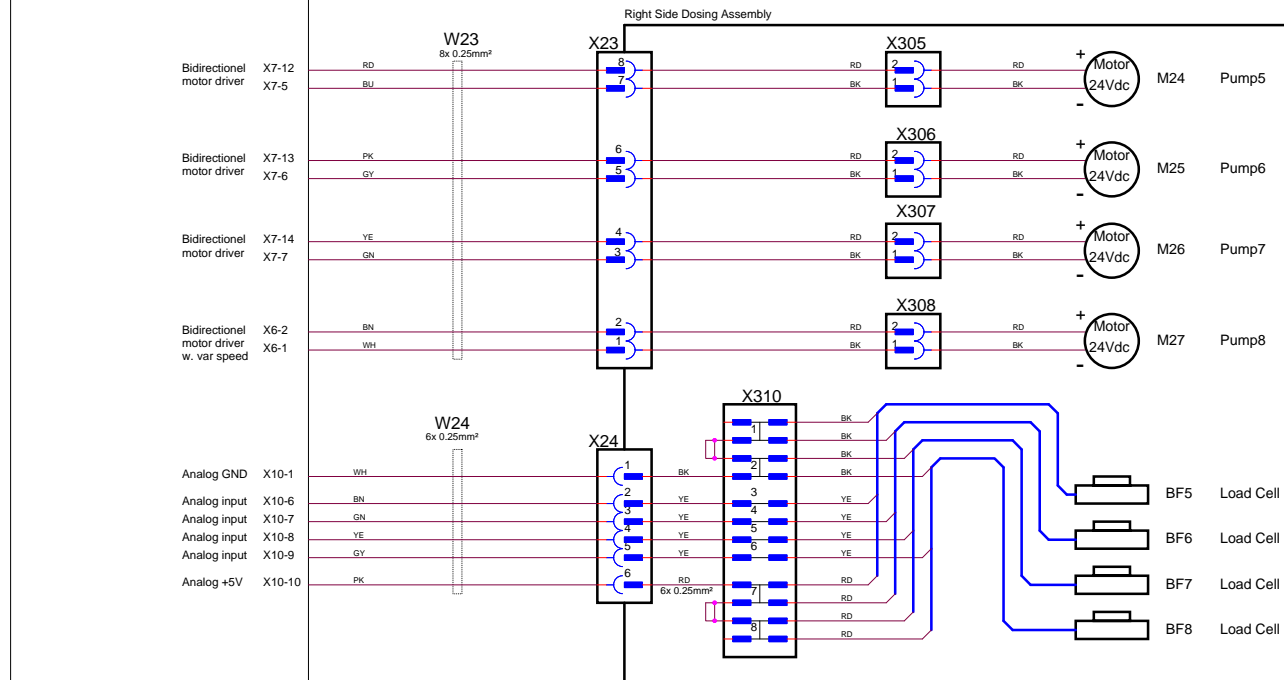 Right Side Dosing Assembly
W23
8x 0.25mm²
X23
X305
Bidirectionel
motor driver
X7-12
X7-5
RD
BU
8
7
RD
BK
2
1
RD
BK
+
Motor
24Vdc
-
M24
Pump5
X306
Bidirectionel
motor driver
X7-13
X7-6
PK
GY
6
5
RD
BK
2
1
RD
BK
+
Motor
24Vdc
-
M25
Pump6
X307
Bidirectionel
motor driver
X7-14
X7-7
YE
GN
4
3
RD
BK
2
1
RD
BK
+
Motor
24Vdc
-
M26
Pump7
X308
Bidirectionel
motor driver
w. var speed
X6-2
X6-1
BN
WH
2
1
RD
BK
2
1
RD
BK
+
Motor
24Vdc
-
M27
Pump8
W24
6x 0.25mm²
X24
X310
BK
1
BK
BK
Analog GND X10-1 WH 1 BK 2 BK
Analog input X10-6 BN 2 YE 3 YE
Analog input X10-7 GN 3 YE 4 YE
Analog input X10-8 YE 4 YE 5 YE
Analog input X10-9 GY 5 YE 6 YE
Analog +5V X10-10 PK 6 RD RD
6x 0.25mm²
7
RD
RD
8
RD
BF5 Load Cell
BF6 Load Cell
BF7 Load Cell
BF8 Load Cell